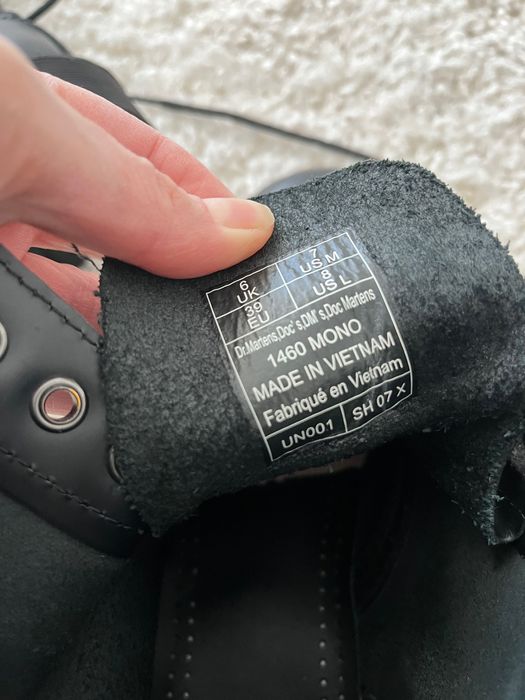 6 UK
7 US M
39 EU
8 US L
Dr.Martens,Doc's,DM's,Doc Martens
1460 MONO
MADE IN VIETNAM
Fabriqué en Vietnam
UN001
SH 07 X